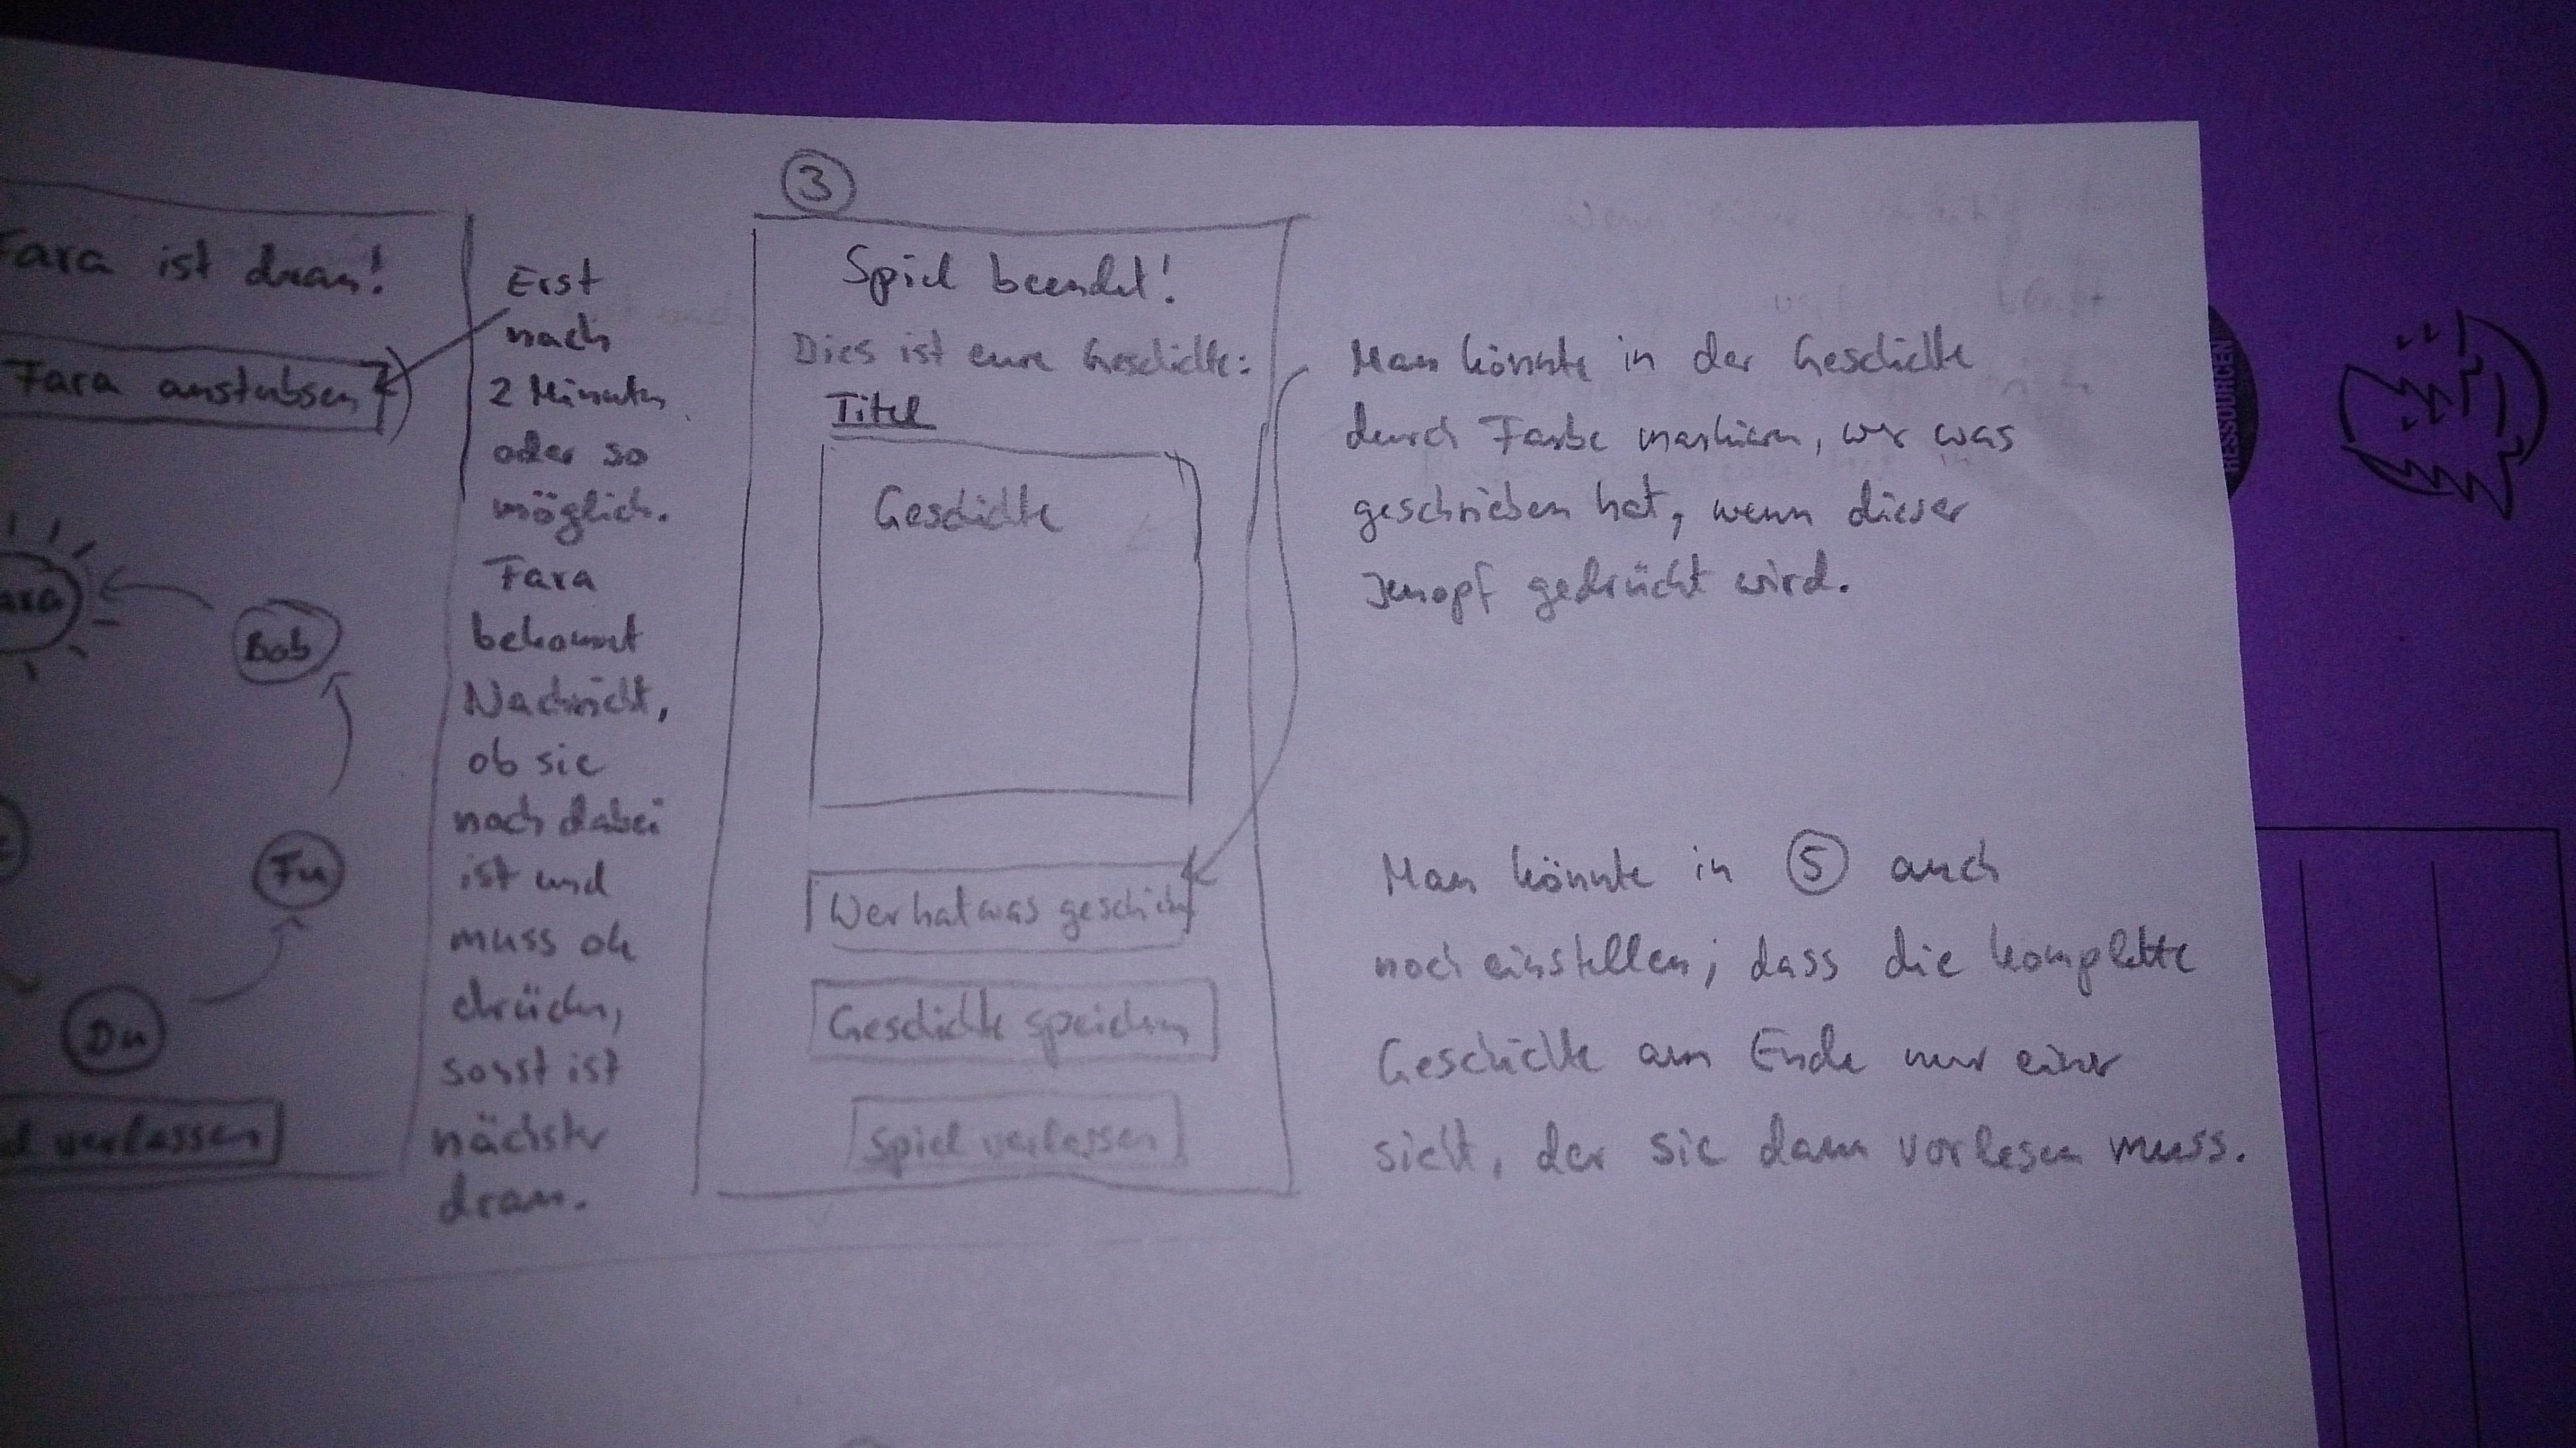 Fara ist dran!
Fara anstubsen
Bob
Fu
Du
verlassen
Erst
nach
2 Minuten
oder so
möglich.
Fara
bekommt
Nachricht,
ob sie
noch dabei
ist und
muss ok
drücken,
sonst ist
nächster
dran.
3
Spiel beendet!
Dies ist eure Geschichte:
Titel
Geschichte
Wer hat was geschr
Geschichte speichern
Spiel verlassen
Man könnte in der Geschichte
durch Farbe markieren, wer was
geschrieben hat, wenn dieser
Knopf gedrückt wird.
Man könnte in 5 auch
noch einstellen, dass die komplette
Geschichte am Ende nur einer
sieht, der sie dann vorlesen muss.
RESSOURCEN